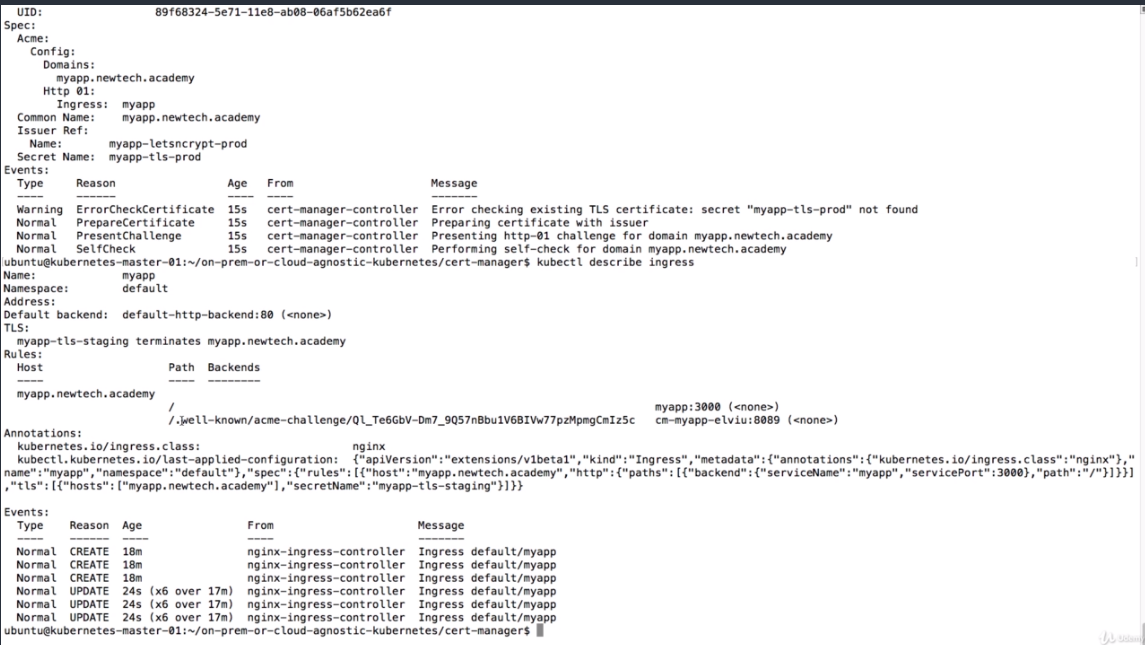 UID: 89f68324-5e71-11e8-ab08-06af5b62ea6f
Spec:
Acme:
Config:
Domains:
myapp.newtech.academy
Http 01:
Ingress: myapp
Common Name: myapp.newtech.academy
Issuer Ref:
Name: myapp-letsncrypt-prod
Secret Name: myapp-tls-prod
Events:
Type Reason Age From Message
---- ------ ---- ---- -------
Warning ErrorCheckCertificate 15s cert-manager-controller Error checking existing TLS certificate: secret "myapp-tls-prod" not found
Normal PrepareCertificate 15s cert-manager-controller Preparing certificate with issuer
Normal PresentChallenge 15s cert-manager-controller Presenting http-01 challenge for domain myapp.newtech.academy
Normal SelfCheck 15s cert-manager-controller Performing self-check for domain myapp.newtech.academy
ubuntu@kubernetes-master-01:~/on-prem-or-cloud-agnostic-kubernetes/cert-manager$ kubectl describe ingress
Name: myapp
Namespace: default
Address:
Default backend: default-http-backend:80 (<none>)
TLS:
myapp-tls-staging terminates myapp.newtech.academy
Rules:
Host Path Backends
---- ---- --------
myapp.newtech.academy
/ myapp:3000 (<none>)
/.well-known/acme-challenge/Ql_Te6GbV-Dm7_9Q57nBbu1V6BIVw77pzMpmgCmIz5c cm-myapp-elviu:8089 (<none>)
Annotations:
kubernetes.io/ingress.class: nginx
kubectl.kubernetes.io/last-applied-configuration: {"apiVersion":"extensions/v1beta1","kind":"Ingress","metadata":{"annotations":{"kubernetes.io/ingress.class":"nginx"},"
name":"myapp","namespace":"default"},"spec":{"rules":[{"host":"myapp.newtech.academy","http":{"paths":[{"backend":{"serviceName":"myapp","servicePort":3000},"path":"/"}]}}]
,"tls":[{"hosts":["myapp.newtech.academy"],"secretName":"myapp-tls-staging"}]}}
Events:
Type Reason Age From Message
---- ------ ---- ---- -------
Normal CREATE 18m nginx-ingress-controller Ingress default/myapp
Normal CREATE 18m nginx-ingress-controller Ingress default/myapp
Normal CREATE 18m nginx-ingress-controller Ingress default/myapp
Normal UPDATE 24s (x6 over 17m) nginx-ingress-controller Ingress default/myapp
Normal UPDATE 24s (x6 over 17m) nginx-ingress-controller Ingress default/myapp
Normal UPDATE 24s (x6 over 17m) nginx-ingress-controller Ingress default/myapp
ubuntu@kubernetes-master-01:~/on-prem-or-cloud-agnostic-kubernetes/cert-manager$
Udemy